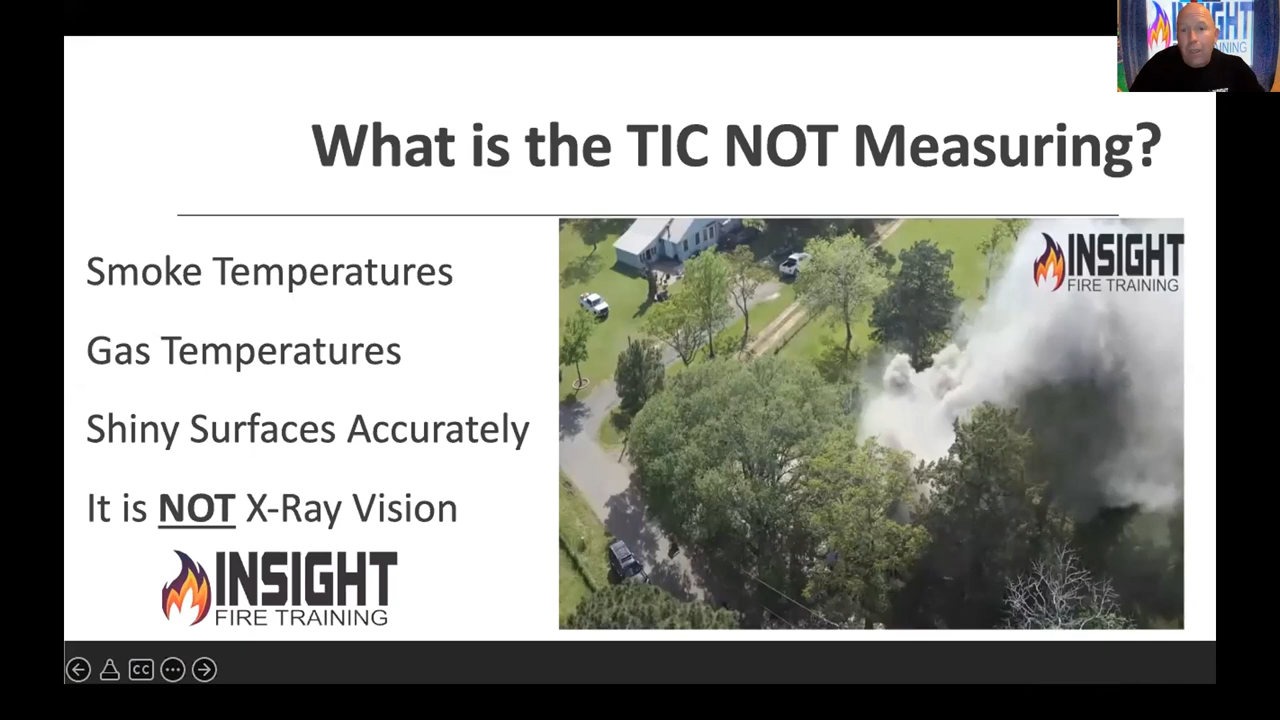 What is the TIC NOT Measuring?
Smoke Temperatures
Gas Temperatures
Shiny Surfaces Accurately
It is NOT X-Ray Vision
INSIGHT
FIRE TRAINING
INSIGHT
FIRE TRAINING
CC